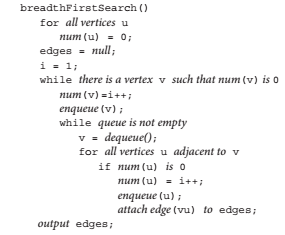 breadthFirstSearch()
for all vertices u
num(u) = 0;
edges = null;
i = 1;
while there is a vertex v such that num(v) is 0
num(v)=i++;
enqueue(v);
while queue is not empty
v = dequeue();
for all vertices u adjacent to v
if num(u) is 0
num(u) = i++;
enqueue(u);
attach edge(vu) to edges;
output edges;